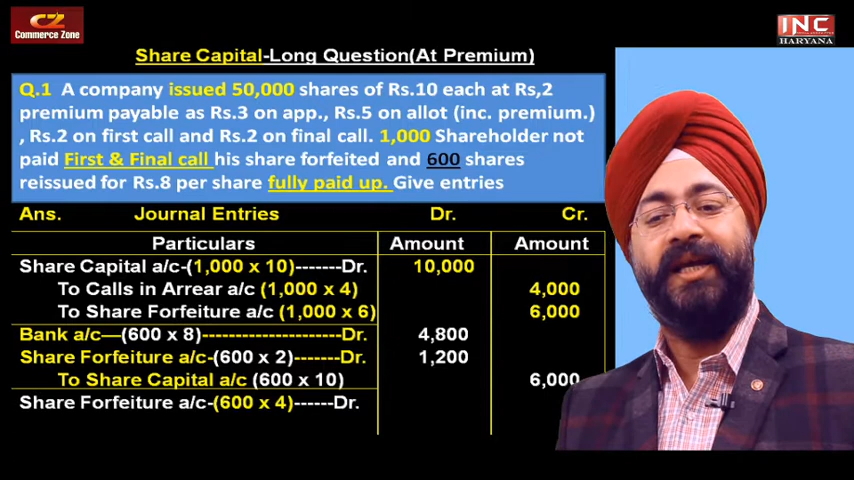 CZ
Commerce Zone
INC
HARYANA
Share Capital-Long Question(At Premium)
Q.1 A company issued 50,000 shares of Rs.10 each at Rs,2
premium payable as Rs.3 on app., Rs.5 on allot (inc. premium.)
, Rs.2 on first call and Rs.2 on final call. 1,000 Shareholder not
paid First & Final call his share forfeited and 600 shares
reissued for Rs.8 per share fully paid up. Give entries
Ans. Journal Entries Dr. Cr.
Particulars Amount Amount
Share Capital a/c-(1,000 x 10)-------Dr. 10,000
To Calls in Arrear a/c (1,000 x 4) 4,000
To Share Forfeiture a/c (1,000 x 6) 6,000
Bank a/c—(600 x 8)---------------------Dr. 4,800
Share Forfeiture a/c-(600 x 2)-------Dr. 1,200
To Share Capital a/c (600 x 10) 6,000
Share Forfeiture a/c-(600 x 4)------Dr.